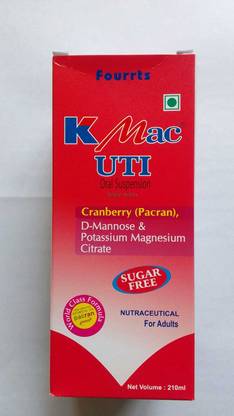 Fourrts
K Mac
UTI
Oral Suspension
Cranberry (Pacran),
D-Mannose &
Potassium Magnesium
Citrate
SUGAR
FREE
World Class Formula
pacran
NUTRACEUTICAL
For Adults
Net Volume : 210ml